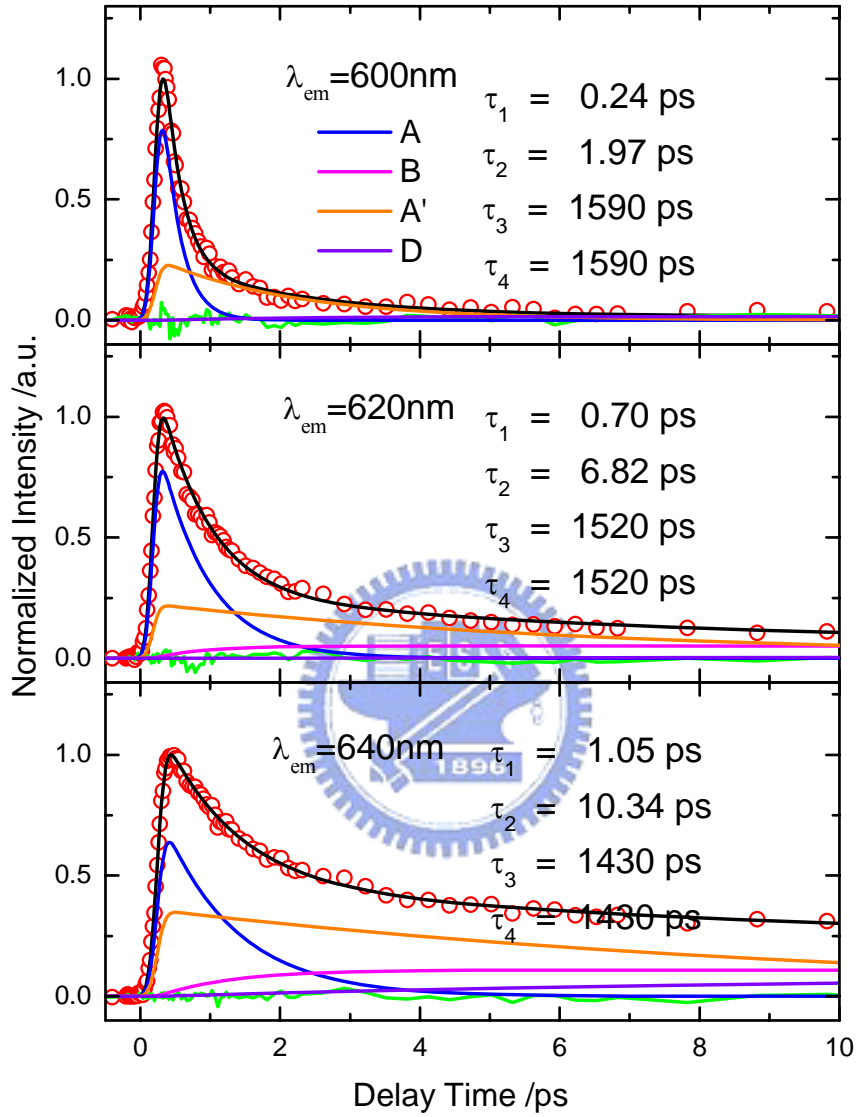 Normalized Intensity /a.u.
1.0
0.5
0.0
λem=600nm
A
B
A'
D
τ1 = 0.24 ps
τ2 = 1.97 ps
τ3 = 1590 ps
τ4 = 1590 ps
1.0
0.5
0.0
λem=620nm
τ1 = 0.70 ps
τ2 = 6.82 ps
τ3 = 1520 ps
τ4 = 1520 ps
1.0
0.5
0.0
λem=640nm
τ1 = 1.05 ps
τ2 = 10.34 ps
τ3 = 1430 ps
τ4 = 1430 ps
1896
0 2 4 6 8 10
Delay Time /ps